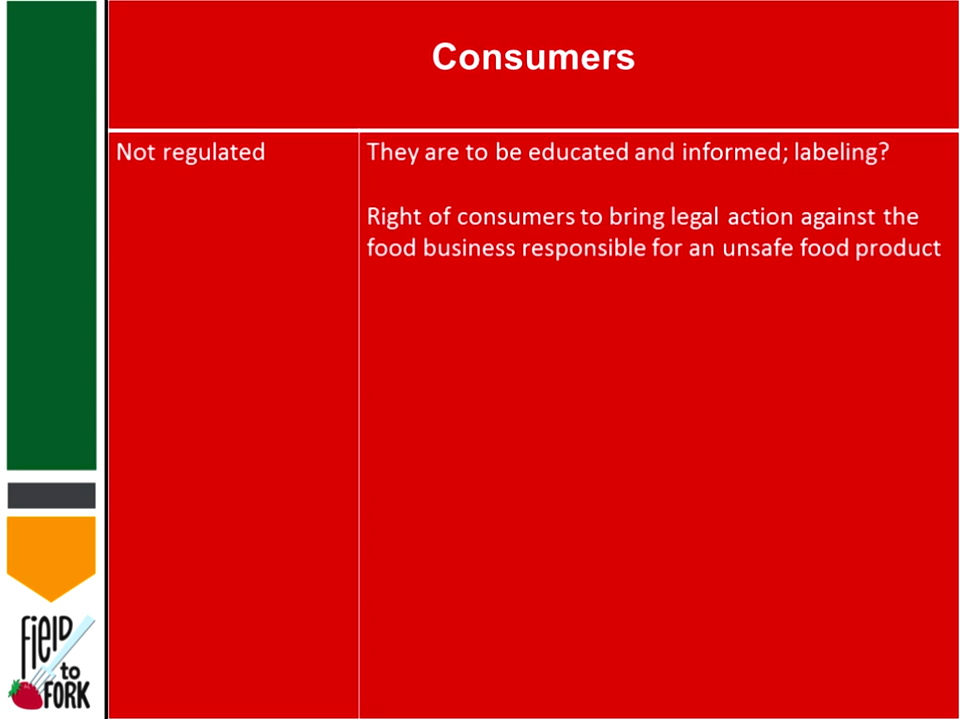 Consumers
Not regulated
They are to be educated and informed; labeling?
Right of consumers to bring legal action against the
food business responsible for an unsafe food product
FiELD
to
FORK